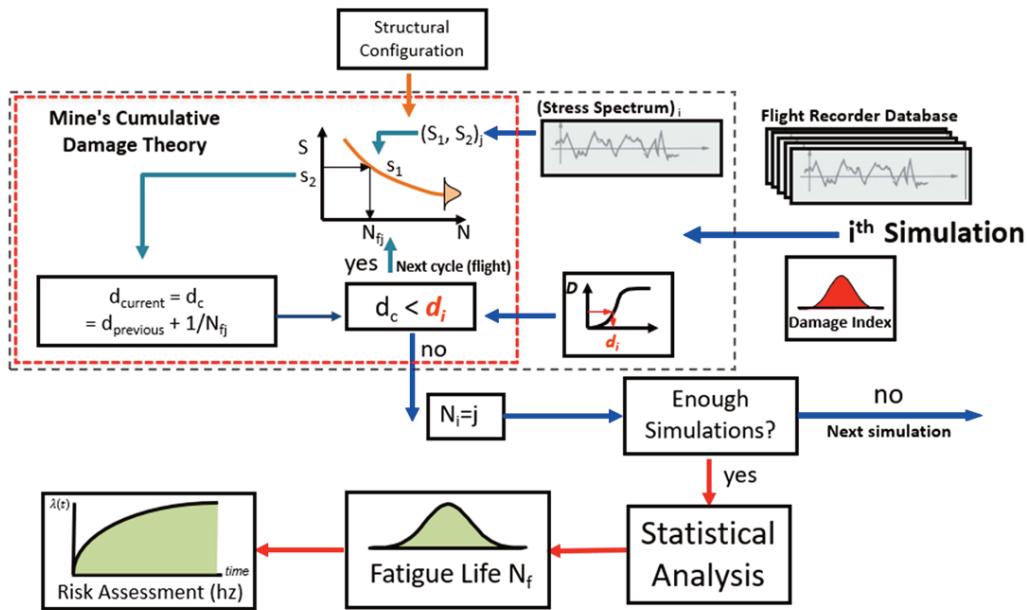 Structural
Configuration
Mine's Cumulative
Damage Theory
(Stress Spectrum) i
(S1, S2)j
Flight Recorder Database
S
s1
s2
Nfj
N
ith Simulation
yes
Next cycle (flight)
dcurrent = dc
= dprevious + 1/Nfj
dc < di
D
di
Damage Index
no
Ni=j
Enough
Simulations?
no
Next simulation
yes
Statistical
Analysis
Fatigue Life Nf
λ(t)
time
Risk Assessment (hz)